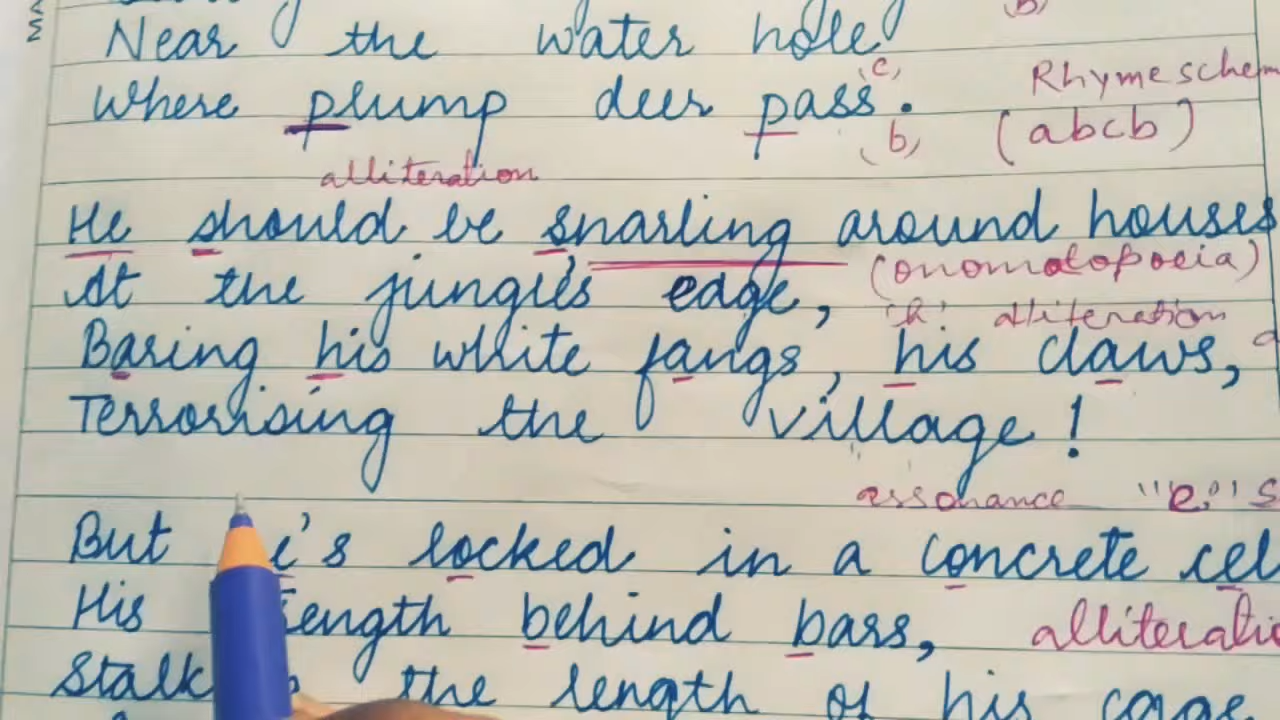 MA
(b)
Near the water hole
(c)
Where plump deer pass. Rhyme schem
(b) (abcb)
alliteration
He should be snarling around houses
At the jungle's edge, (onomatopoeia)
'h' alliteration
Baring his white fangs, his claws,
Terrorising the village!
assonance "e" s
But he's locked in a concrete cel
His length behind bars, alliteratio
Stalk the length of his cage